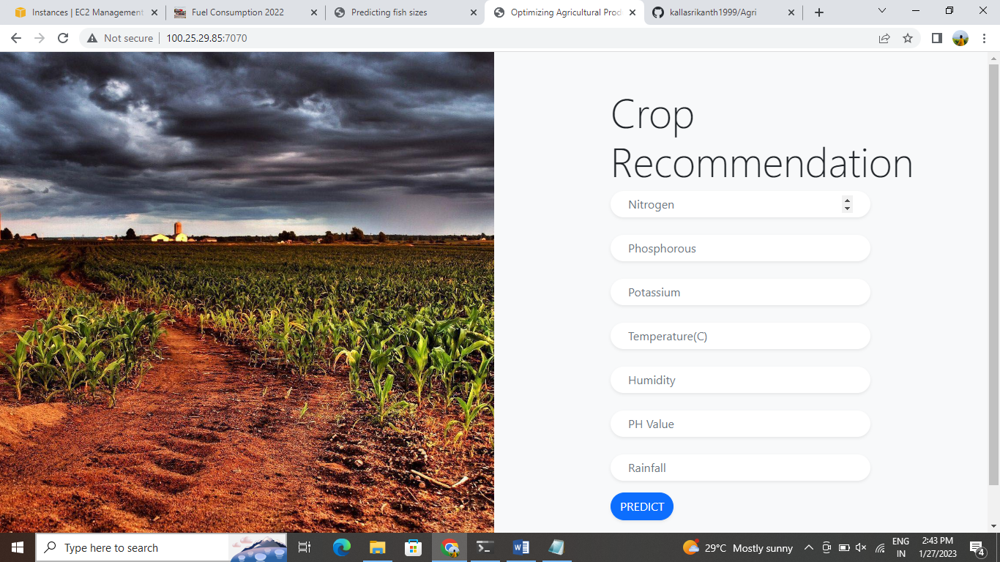 Instances | EC2 Management
Fuel Consumption 2022
Predicting fish sizes
Optimizing Agricultural Prod
kallasrikanth1999/Agri
Not secure
100.25.29.85:7070
Crop
Recommendation
Nitrogen
Phosphorous
Potassium
Temperature(C)
Humidity
PH Value
Rainfall
PREDICT
Type here to search
29°C Mostly sunny
ENG
IN
2:43 PM
1/27/2023
4